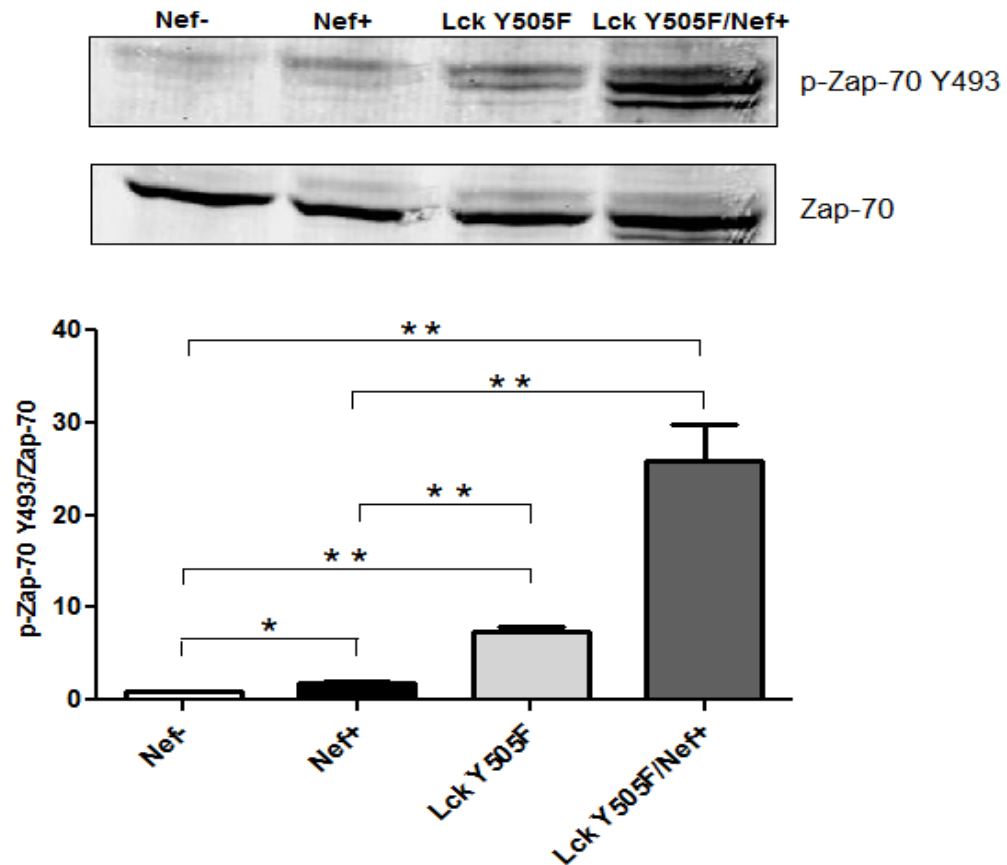 Nef- Nef+ Lck Y505F Lck Y505F/Nef+
p-Zap-70 Y493
Zap-70
p-Zap-70 Y493/Zap-70
40
30
20
10
0
**
**
**
**
*
Nef- Nef+ Lck Y505F Lck Y505F/Nef+